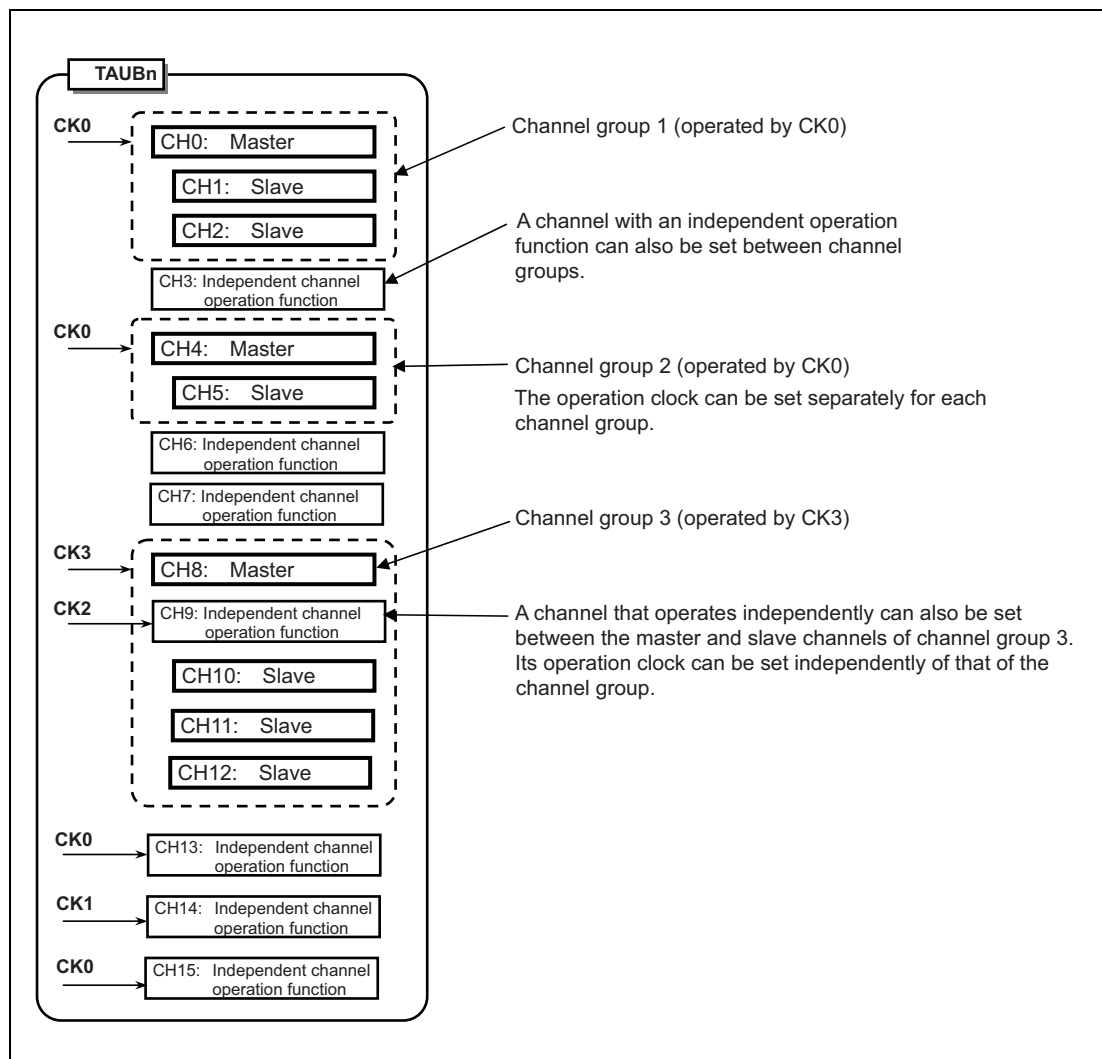 TAUBn
CK0
CH0: Master
CH1: Slave
CH2: Slave
Channel group 1 (operated by CK0)
A channel with an independent operation
function can also be set between channel
groups.
CH3: Independent channel
operation function
CK0
CH4: Master
CH5: Slave
Channel group 2 (operated by CK0)
The operation clock can be set separately for each
channel group.
CH6: Independent channel
operation function
CH7: Independent channel
operation function
Channel group 3 (operated by CK3)
CK3
CH8: Master
CK2
CH9: Independent channel
operation function
A channel that operates independently can also be set
between the master and slave channels of channel group 3.
Its operation clock can be set independently of that of the
channel group.
CH10: Slave
CH11: Slave
CH12: Slave
CK0
CH13: Independent channel
operation function
CK1
CH14: Independent channel
operation function
CK0
CH15: Independent channel
operation function